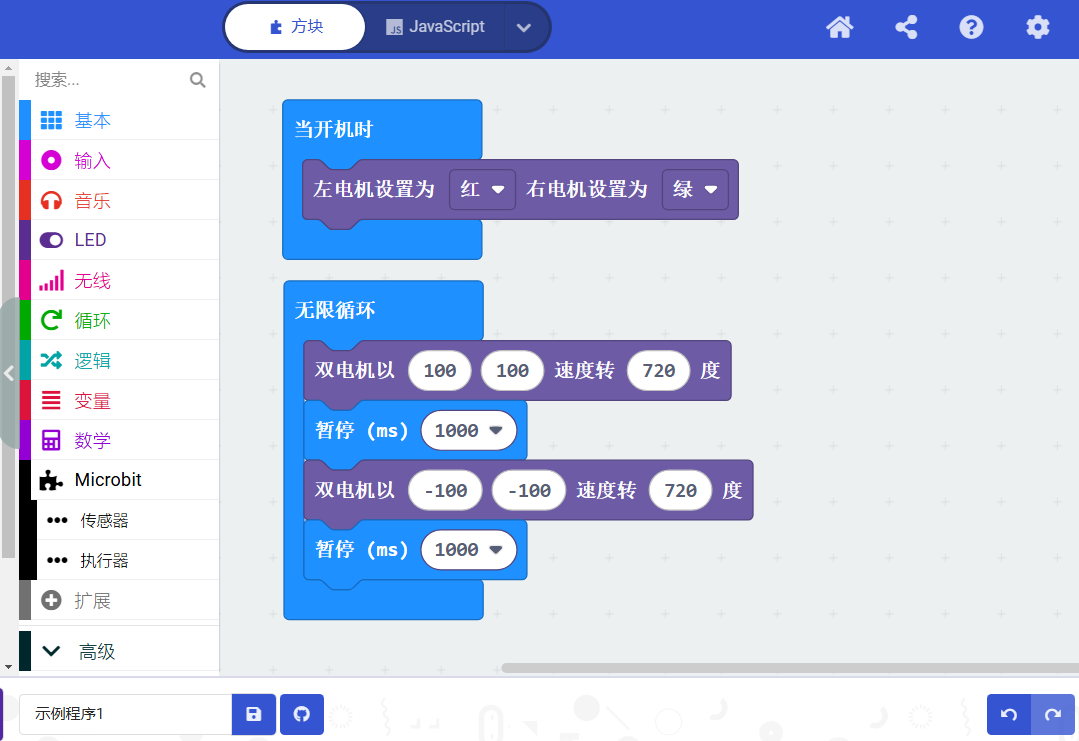 方块 JavaScript
搜索...
基本
输入
音乐
LED
无线
循环
逻辑
变量
数学
Microbit
传感器
执行器
扩展
高级
当开机时
左电机设置为 红 右电机设置为 绿
无限循环
双电机以 100 100 速度转 720 度
暂停 (ms) 1000
双电机以 -100 -100 速度转 720 度
暂停 (ms) 1000
示例程序1